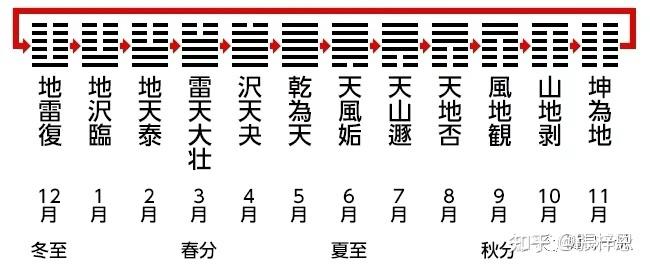 地雷復
地沢臨
地天泰
雷天大壮
沢天夬
乾為天
天風姤
天山遯
天地否
風地観
山地剥
坤為地
12月
1月
2月
3月
4月
5月
6月
7月
8月
9月
10月
11月
冬至
春分
夏至
秋分
知乎